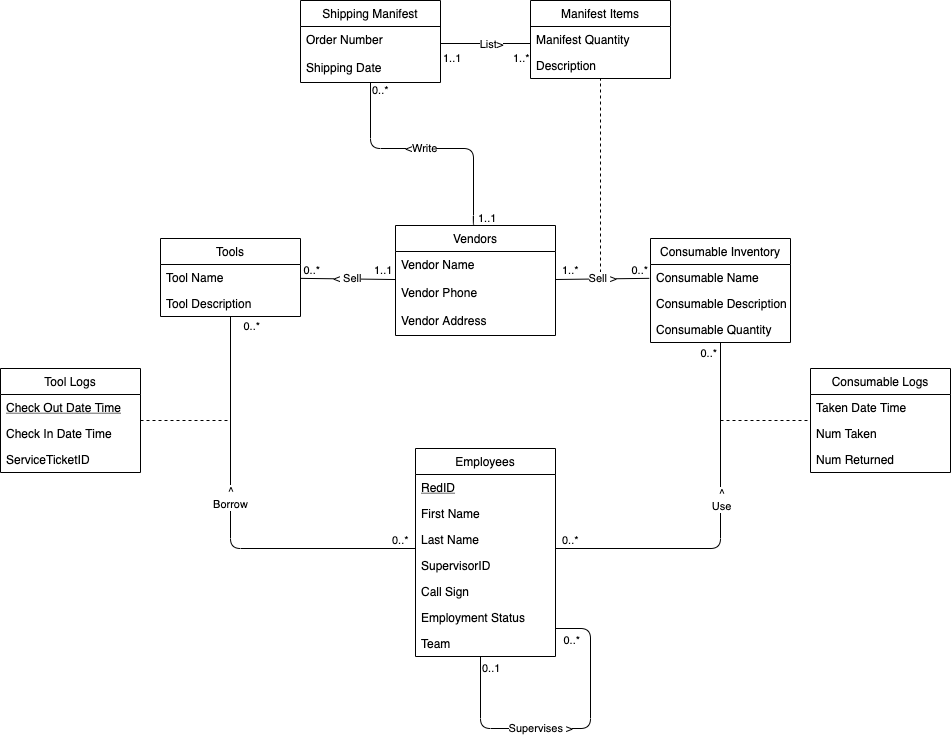 Shipping Manifest
Order Number
Shipping Date
List>
1..1
1..*
Manifest Items
Manifest Quantity
Description
0..*
<Write
1..1
Tools
Tool Name
Tool Description
0..*
< Sell
1..1
Vendors
Vendor Name
Vendor Phone
Vendor Address
1..*
Sell >
0..*
Consumable Inventory
Consumable Name
Consumable Description
Consumable Quantity
0..*
0..*
Tool Logs
Check Out Date Time
Check In Date Time
ServiceTicketID
Consumable Logs
Taken Date Time
Num Taken
Num Returned
^
Borrow
0..*
Employees
RedID
First Name
Last Name
SupervisorID
Call Sign
Employment Status
Team
^
Use
0..*
0..*
0..1
Supervises >